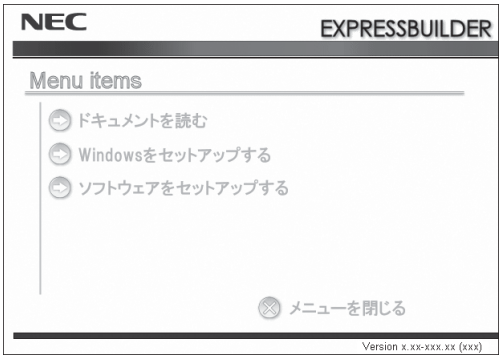 NEC
EXPRESSBUILDER
Menu items
ドキュメントを読む
Windowsをセットアップする
ソフトウェアをセットアップする
メニューを閉じる
Version x.xx-xxx.xx (xxx)